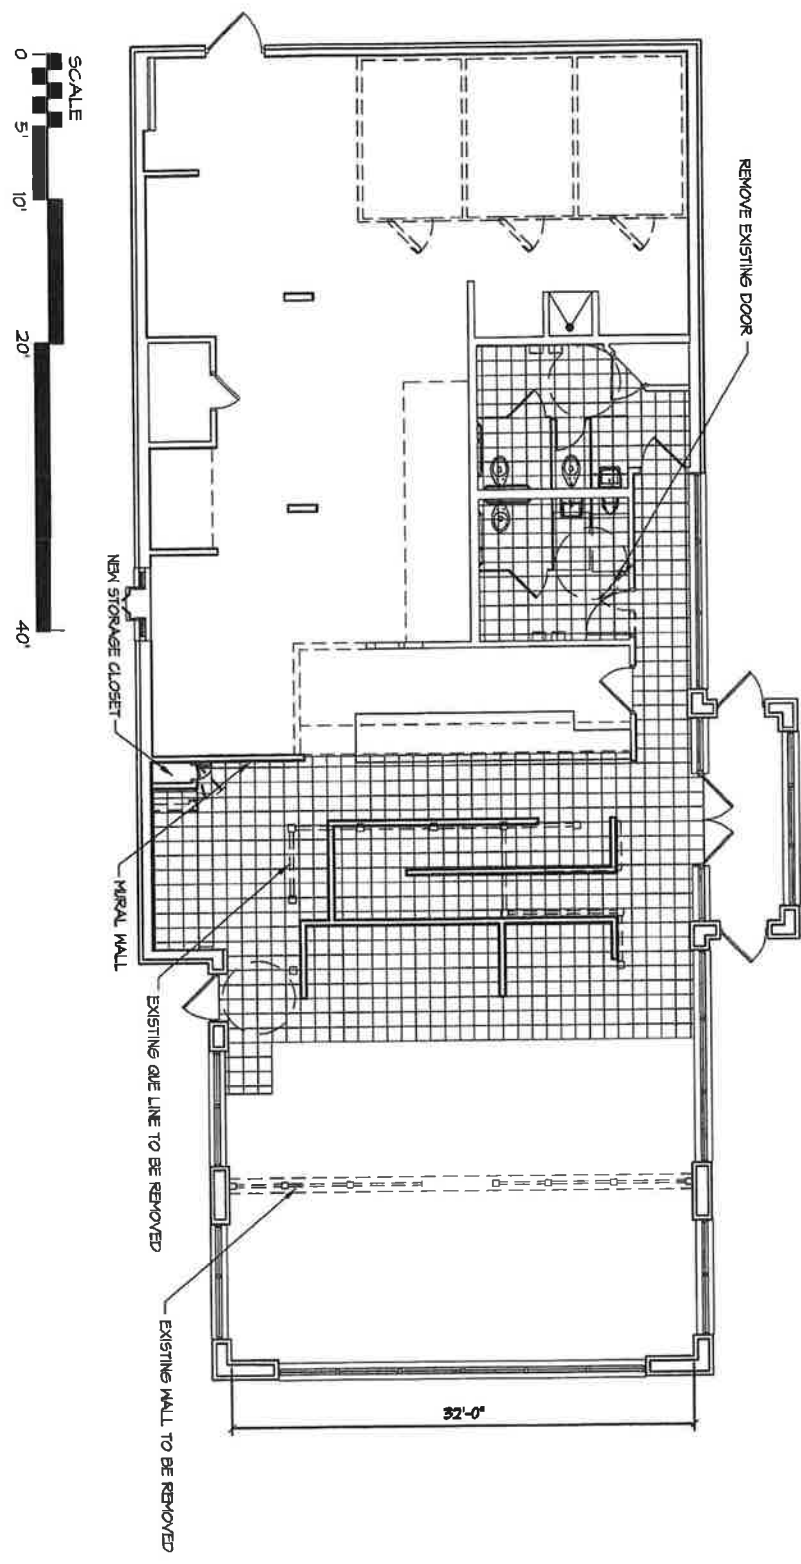 SCALE
0 5' 10' 20' 40'
REMOVE EXISTING DOOR
NEW STORAGE CLOSET
MURAL WALL
EXISTING QUE LINE TO BE REMOVED
EXISTING WALL TO BE REMOVED
32'-0"